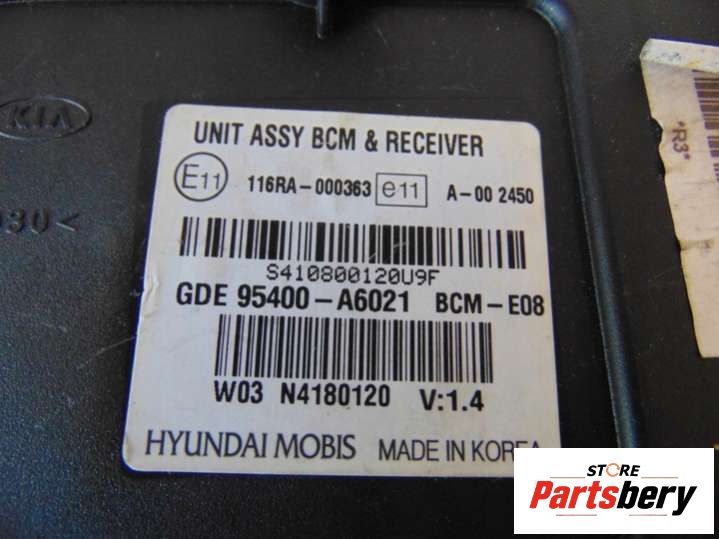 KIA
UNIT ASSY BCM & RECEIVER
E11 116RA-000363 e11 A-00 2450
S410800120U9F
GDE 95400-A6021 BCM-E08
W03 N4180120 V:1.4
HYUNDAI MOBIS MADE IN KOREA
*R3*
STORE
Partsbery